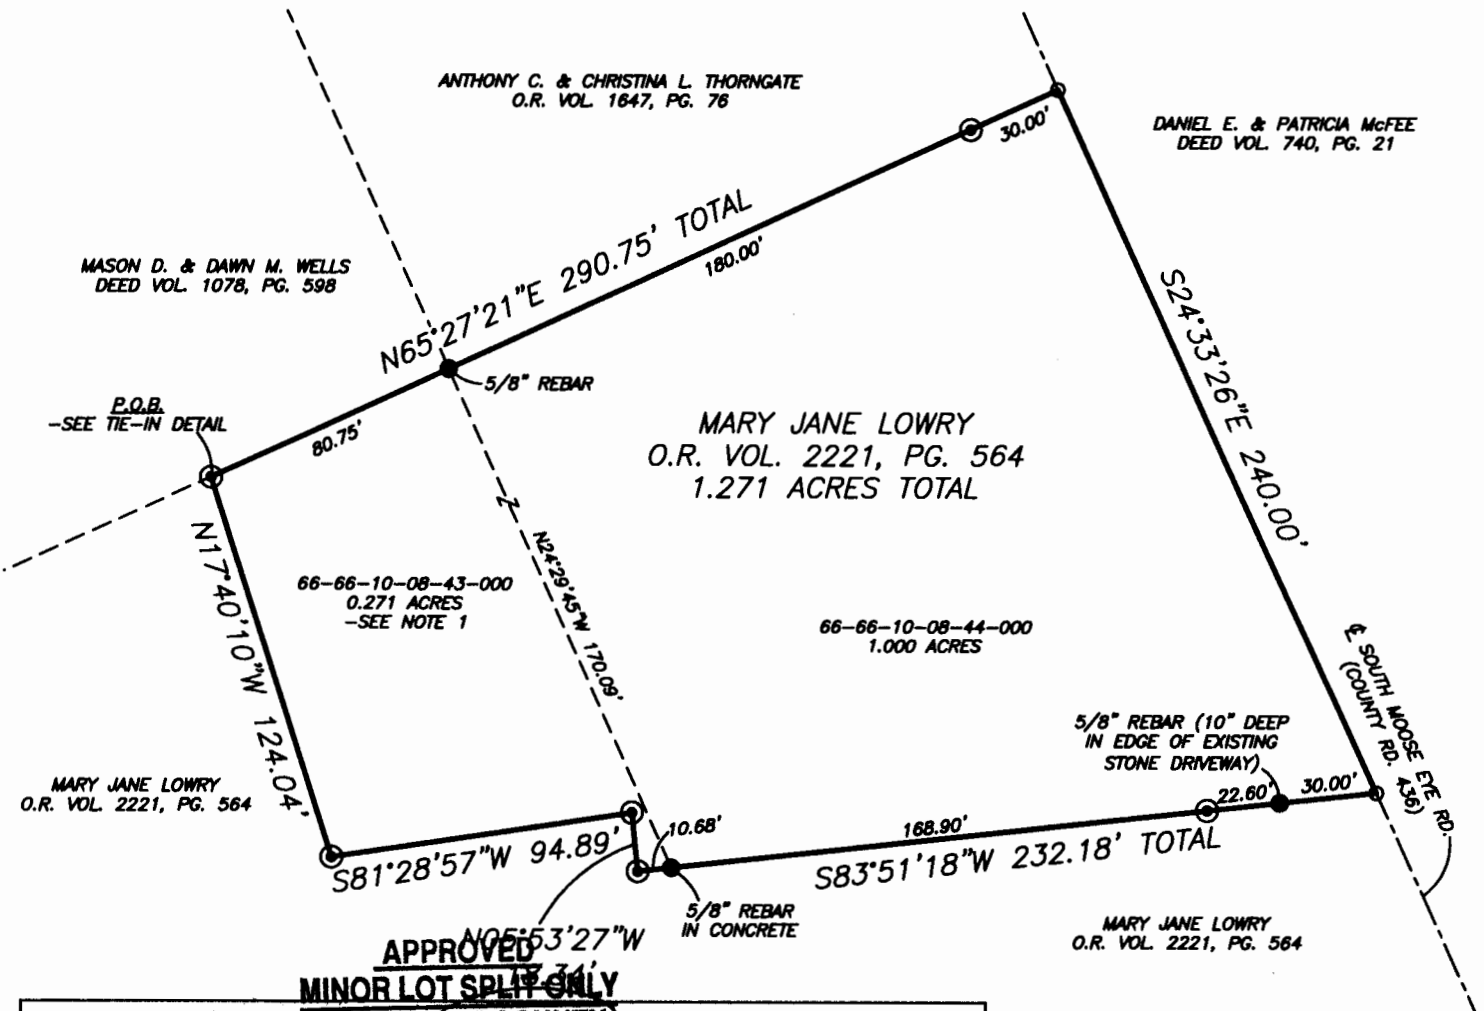 ANTHONY C. & CHRISTINA L. THORNGATE
O.R. VOL. 1647, PG. 76
30.00'
DANIEL E. & PATRICIA McFEE
DEED VOL. 740, PG. 21
MASON D. & DAWN M. WELLS
DEED VOL. 1078, PG. 598
N65°27'21"E 290.75' TOTAL
180.00'
S24°33'26"E 240.00'
5/8" REBAR
P.O.B.
-SEE TIE-IN DETAIL
80.75'
MARY JANE LOWRY
O.R. VOL. 2221, PG. 564
1.271 ACRES TOTAL
Z
N24°29'45"W 170.09'
N17°40'10"W 124.04'
66-66-10-08-43-000
0.271 ACRES
-SEE NOTE 1
66-66-10-08-44-000
1.000 ACRES
℄ SOUTH MOOSE EYE RD.
(COUNTY RD. 436)
5/8" REBAR (10" DEEP
IN EDGE OF EXISTING
STONE DRIVEWAY)
MARY JANE LOWRY
O.R. VOL. 2221, PG. 564
22.60'
30.00'
10.68'
168.90'
S81°28'57"W 94.89'
S83°51'18"W 232.18' TOTAL
5/8" REBAR
IN CONCRETE
MARY JANE LOWRY
O.R. VOL. 2221, PG. 564
N05°53'27"W
APPROVED
MINOR LOT SPLIT ONLY